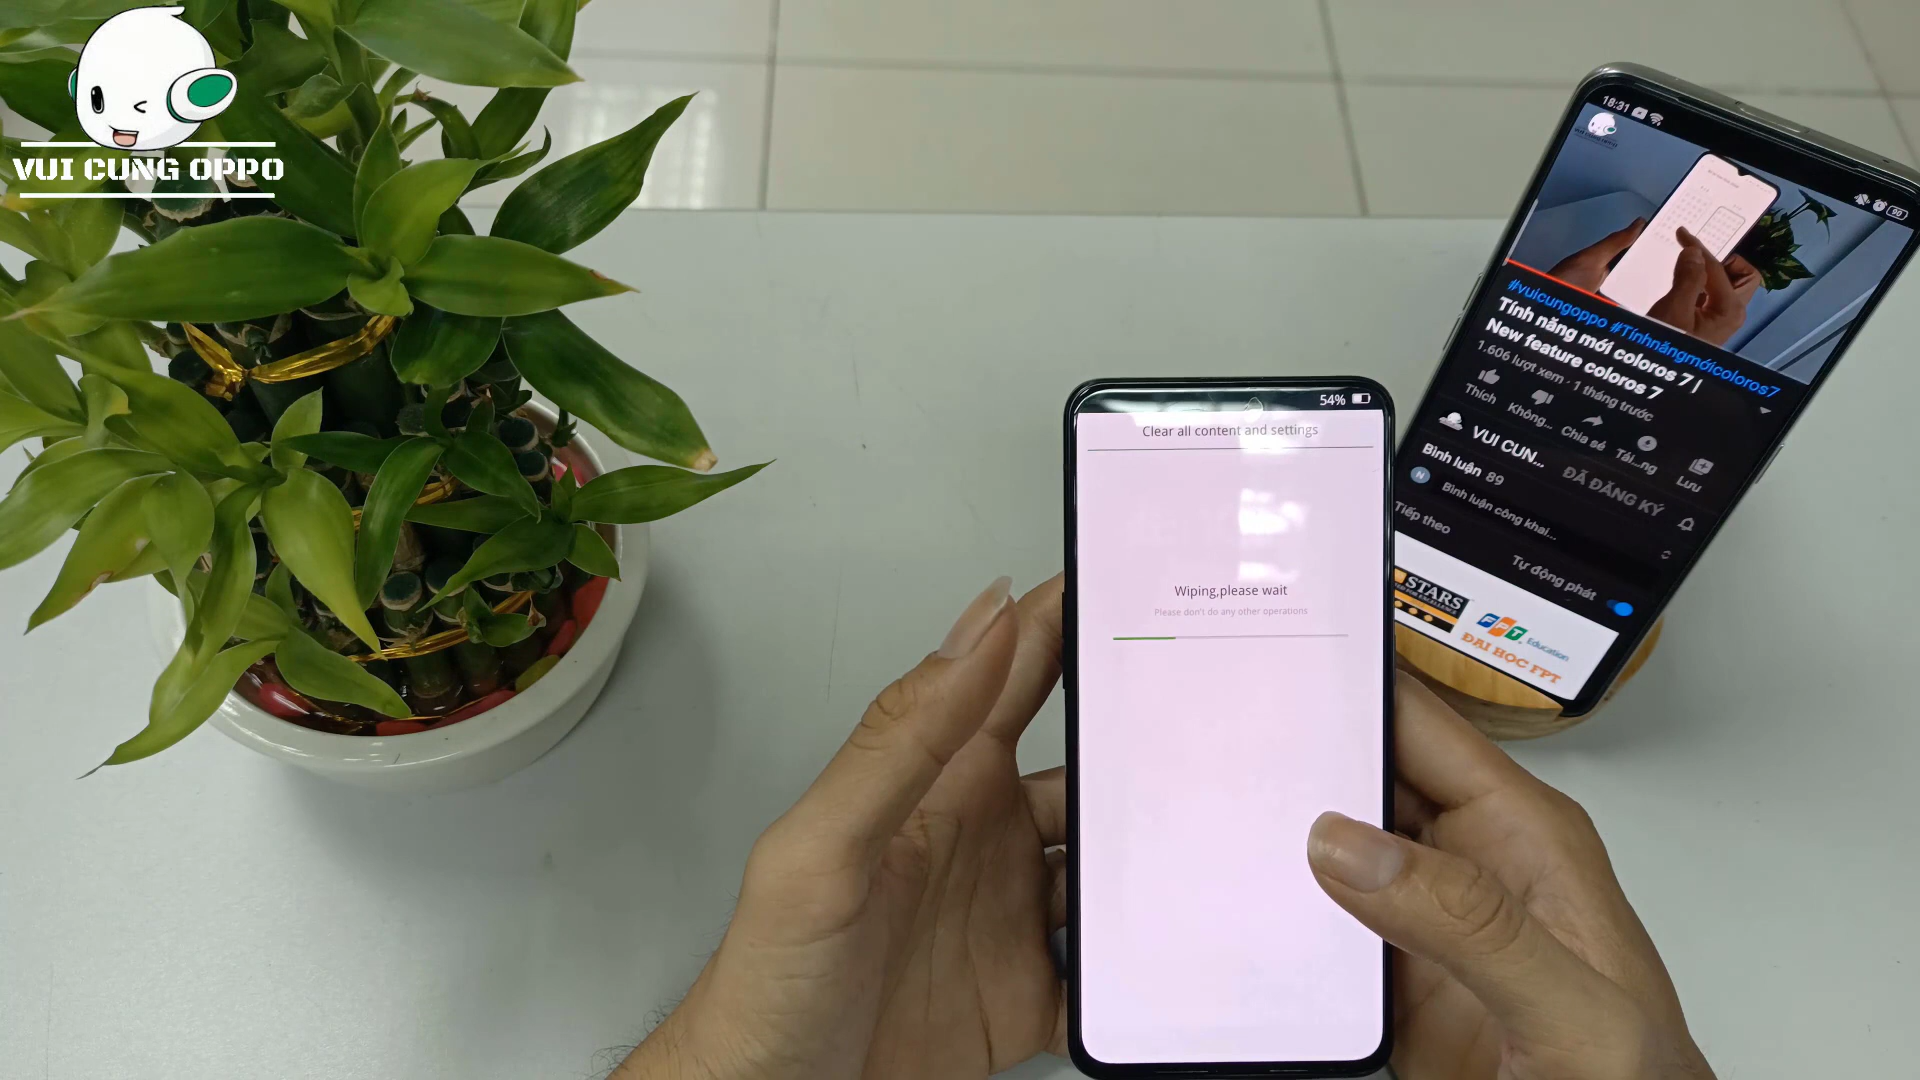 VUI CUNG OPPO
18:31
90
#vuicungoppo #Tínhnăngmớicoloros7
Tính năng mới coloros 7 |
New feature coloros 7
1.606 lượt xem · 1 tháng trước
Thích
Không...
Chia sẻ
Tải...ng
Lưu
VUI CUN...
ĐÃ ĐĂNG KÝ
Bình luận 89
N
Bình luận công khai...
Tiếp theo
Tự động phát
STARS
FPT Education
ĐẠI HỌC FPT
54%
Clear all content and settings
Wiping,please wait
Please don't do any other operations